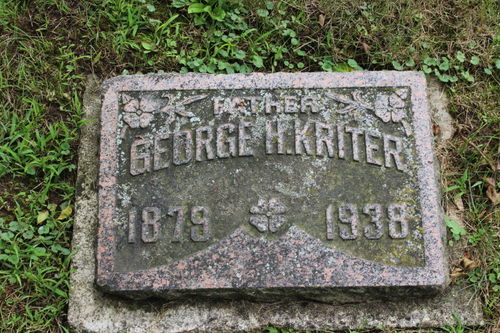 FATHER
GEORGE H. KRITER
1879 1938